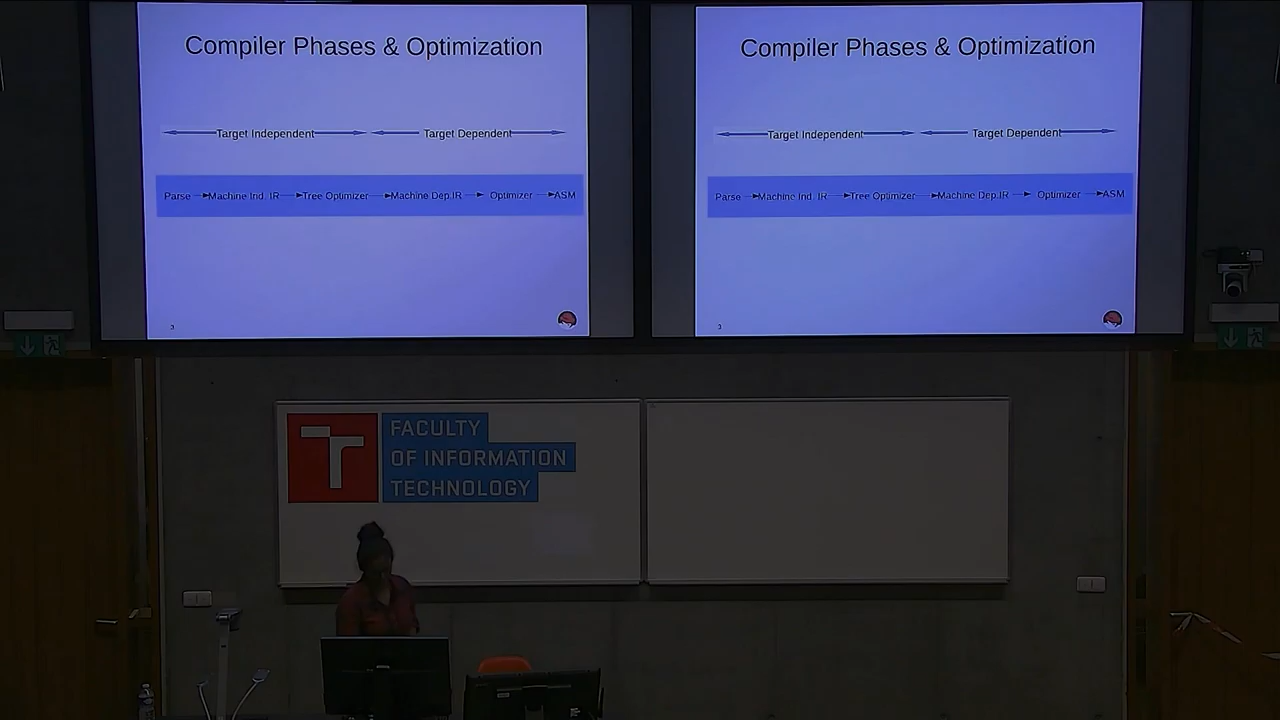 Compiler Phases & Optimization
Target Independent Target Dependent
Parse Machine Ind. IR Tree Optimizer Machine Dep.IR Optimizer ASM
3
Compiler Phases & Optimization
Target Independent Target Dependent
Parse Machine Ind. IR Tree Optimizer Machine Dep.IR Optimizer ASM
3
FACULTY
OF INFORMATION
TECHNOLOGY